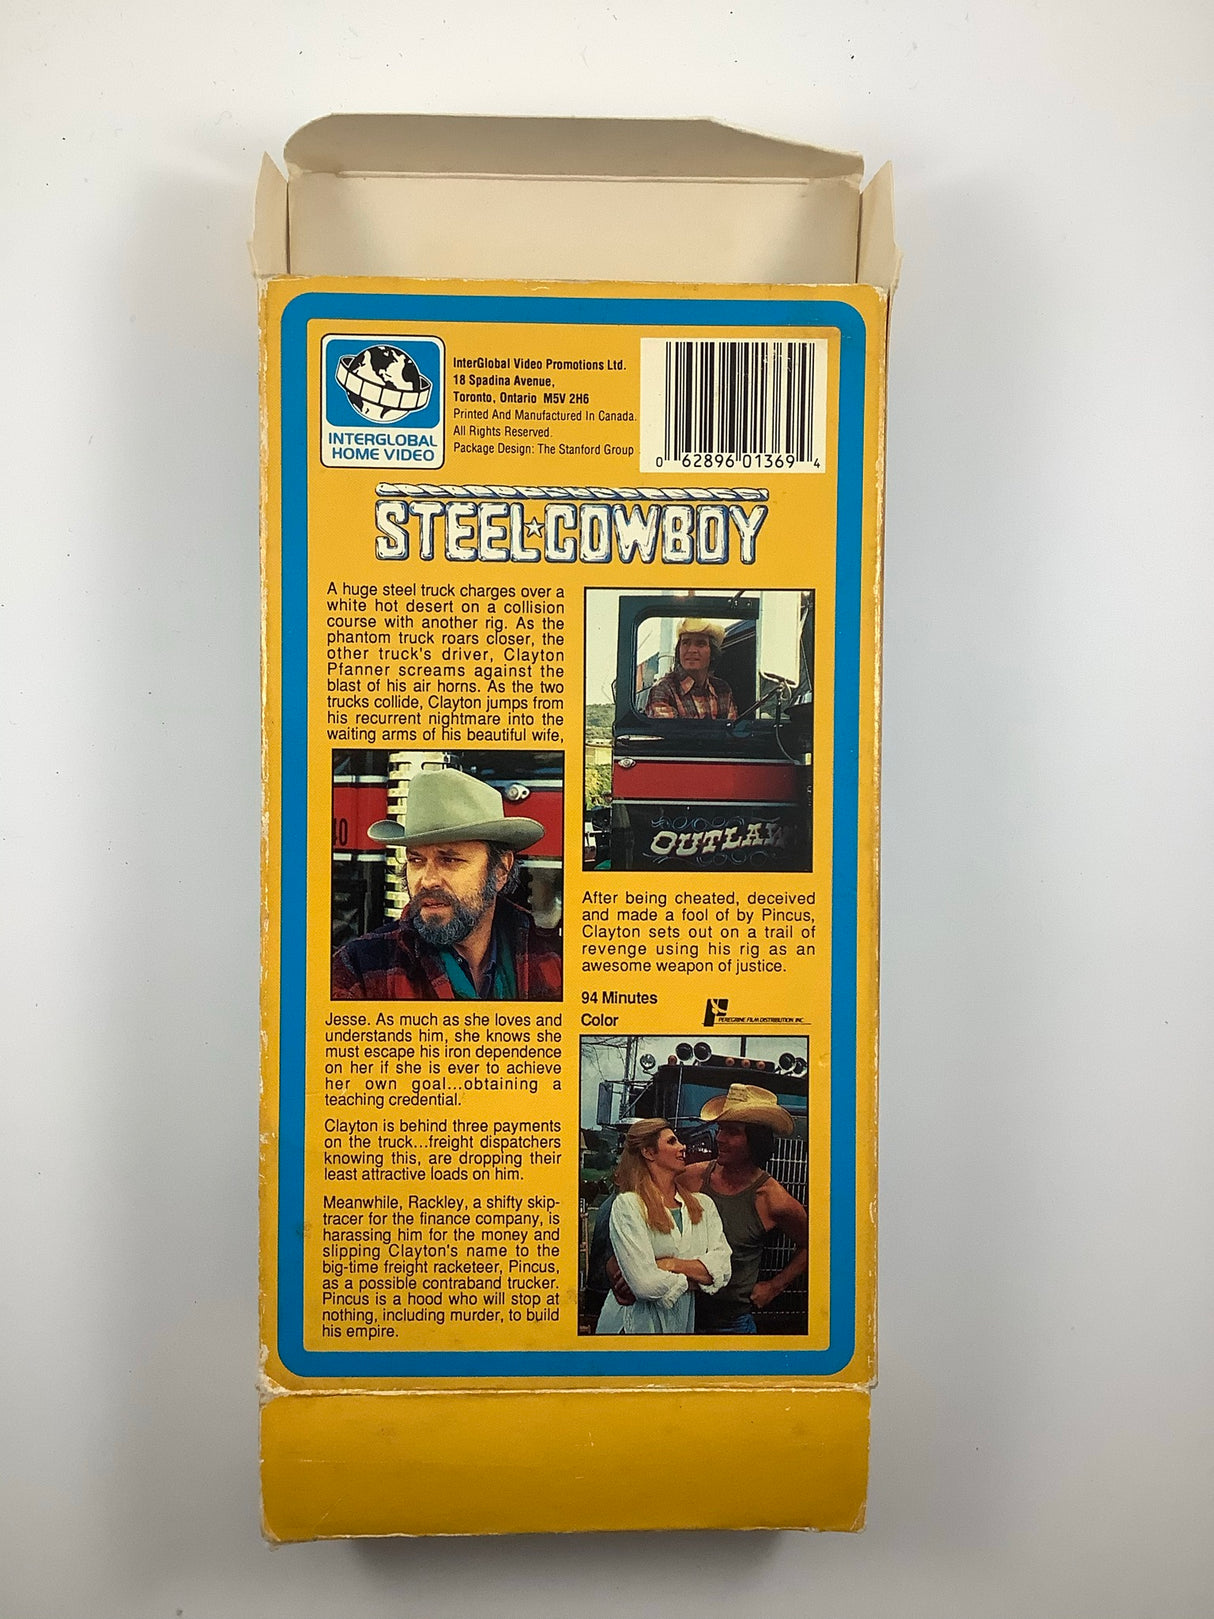 INTERGLOBAL
HOME VIDEO
InterGlobal Video Promotions Ltd.
18 Spadina Avenue,
Toronto, Ontario M5V 2H6
Printed And Manufactured In Canada.
All Rights Reserved.
Package Design: The Stanford Group
0 62896 01369 4
STEEL COWBOY
A huge steel truck charges over a
white hot desert on a collision
course with another rig. As the
phantom truck roars closer, the
other truck's driver, Clayton
Pfanner screams against the
blast of his air horns. As the two
trucks collide, Clayton jumps from
his recurrent nightmare into the
waiting arms of his beautiful wife,
40
Jesse. As much as she loves and
understands him, she knows she
must escape his iron dependence
on her if she is ever to achieve
her own goal...obtaining a
teaching credential.
Clayton is behind three payments
on the truck...freight dispatchers
knowing this, are dropping their
least attractive loads on him.
Meanwhile, Rackley, a shifty skip-
tracer for the finance company, is
harassing him for the money and
slipping Clayton's name to the
big-time freight racketeer, Pincus,
as a possible contraband trucker.
Pincus is a hood who will stop at
nothing, including murder, to build
his empire.
OUTLAW
After being cheated, deceived
and made a fool of by Pincus,
Clayton sets out on a trail of
revenge using his rig as an
awesome weapon of justice.
94 Minutes
Color
PEREGRINE FILM DISTRIBUTION INC.